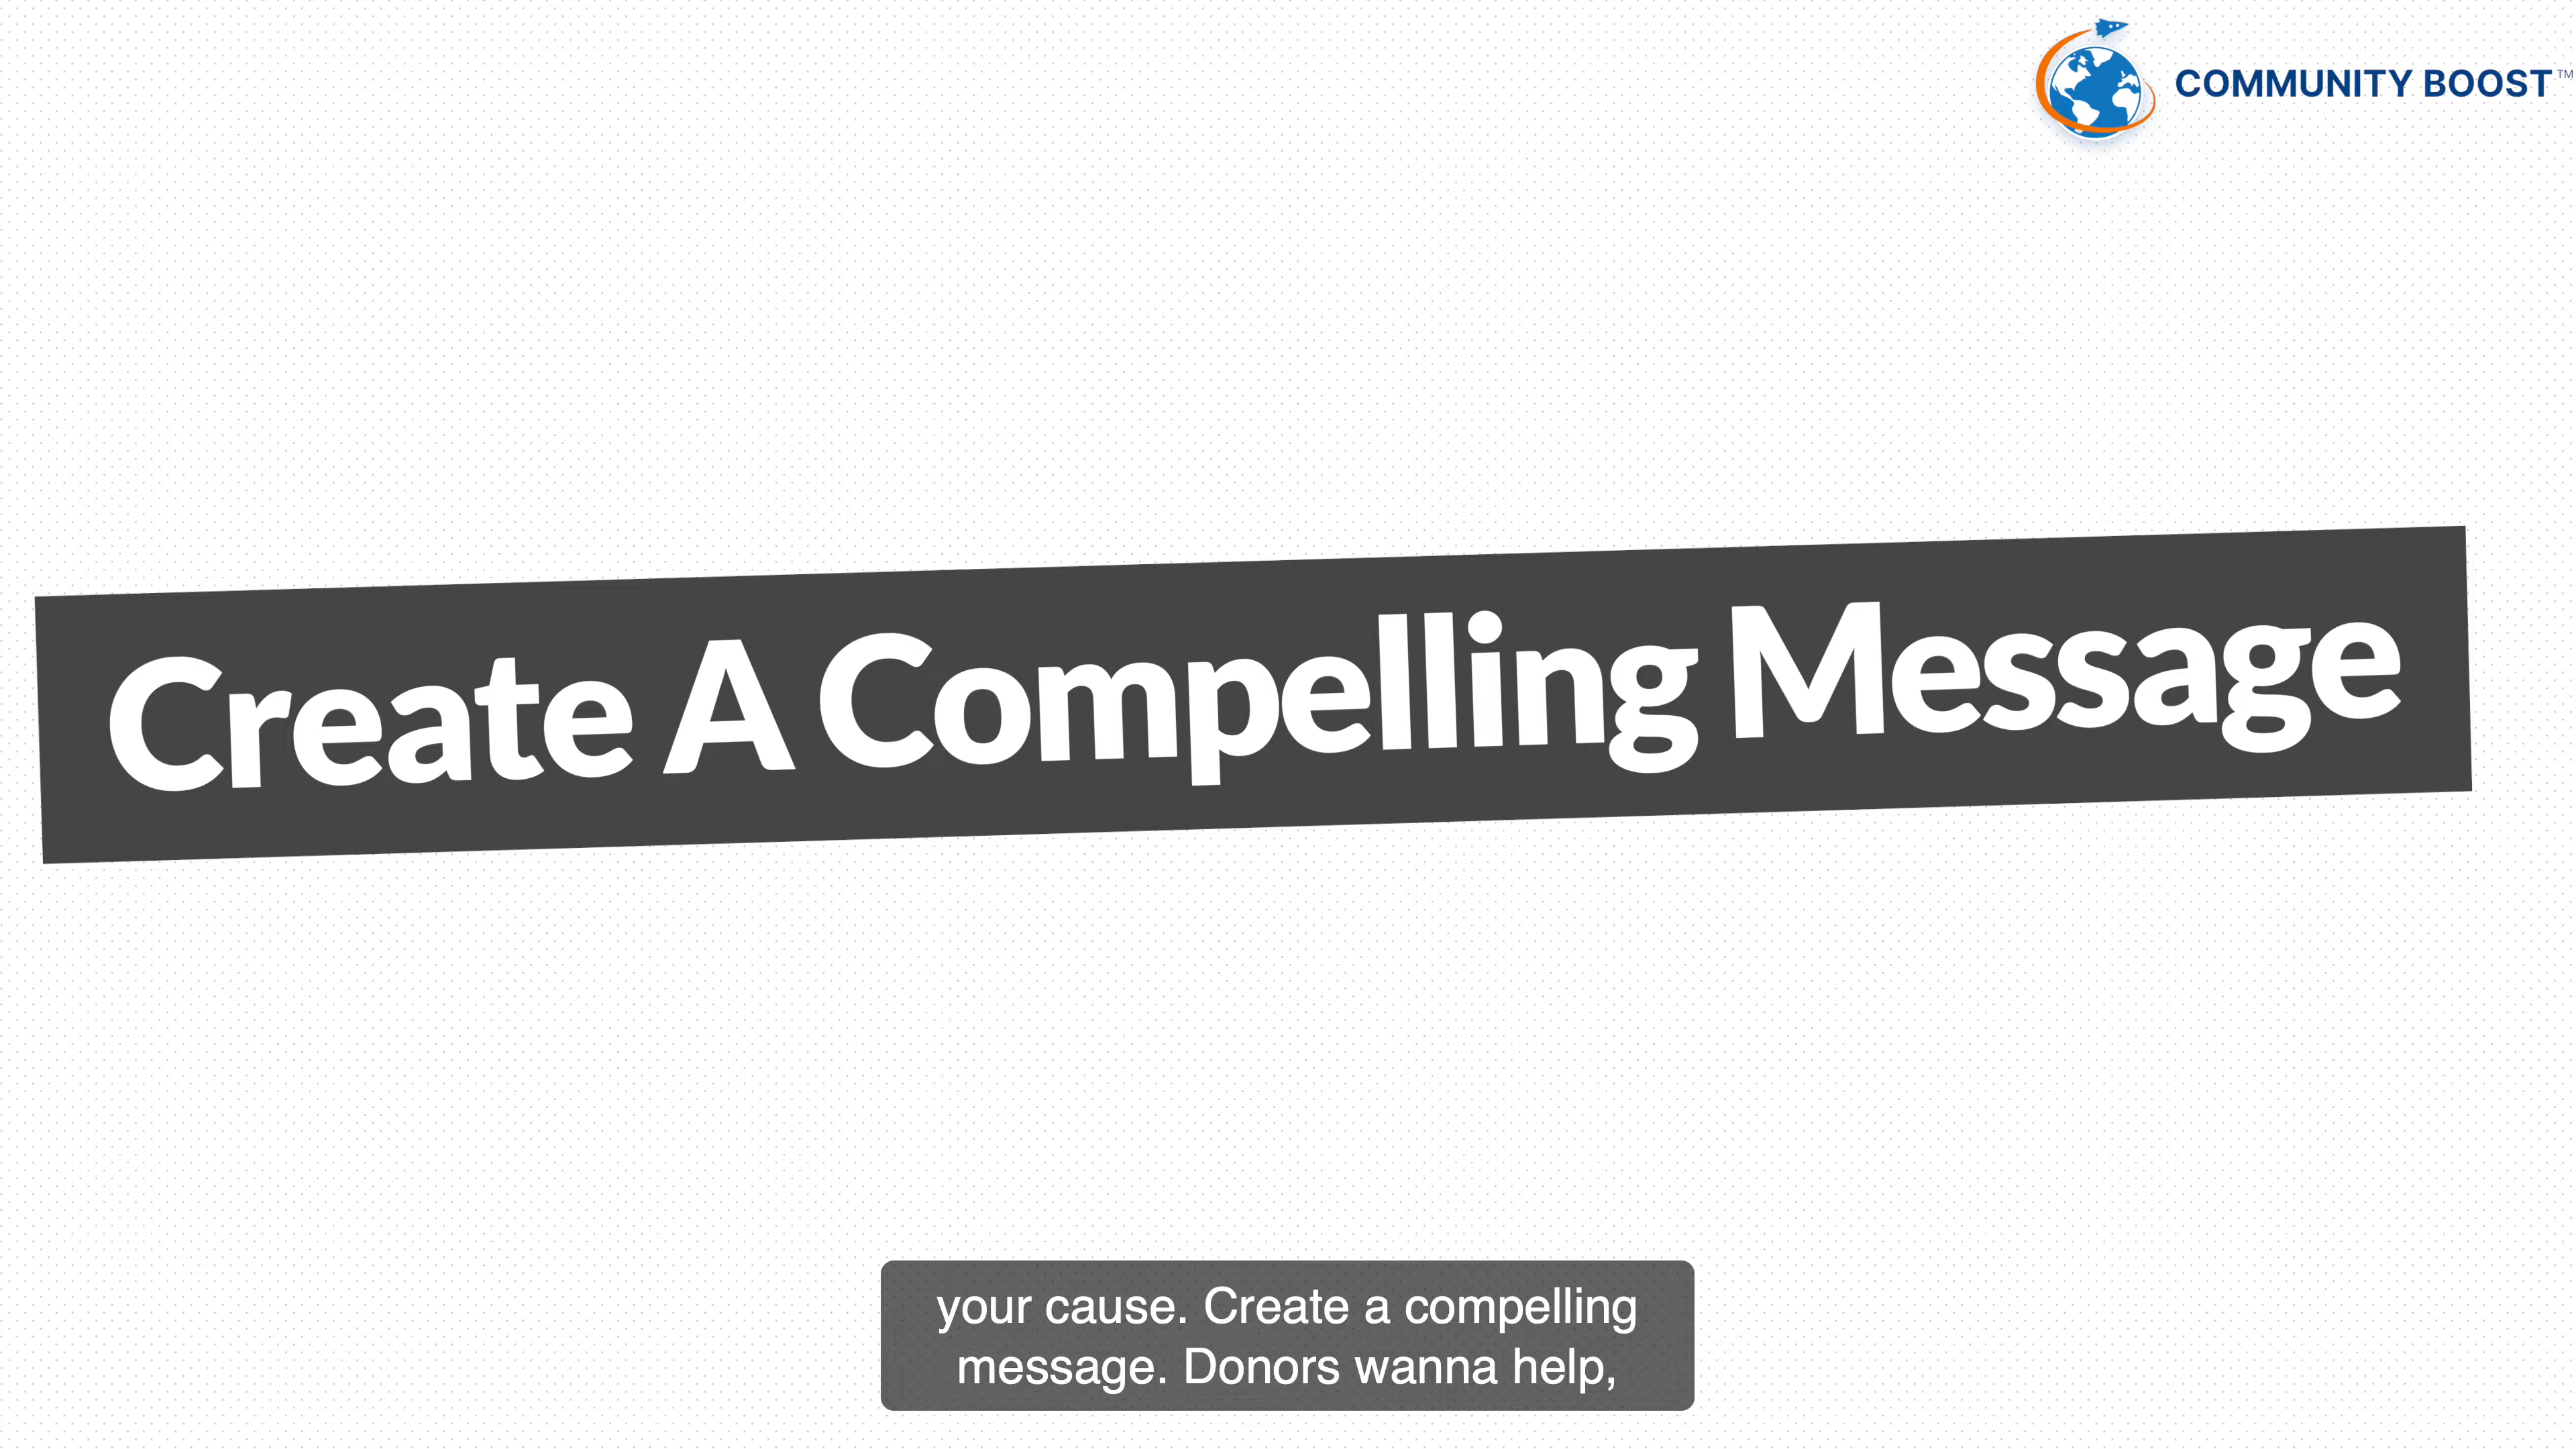 COMMUNITY BOOST™
Create A Compelling Message
your cause. Create a compelling
message. Donors wanna help,